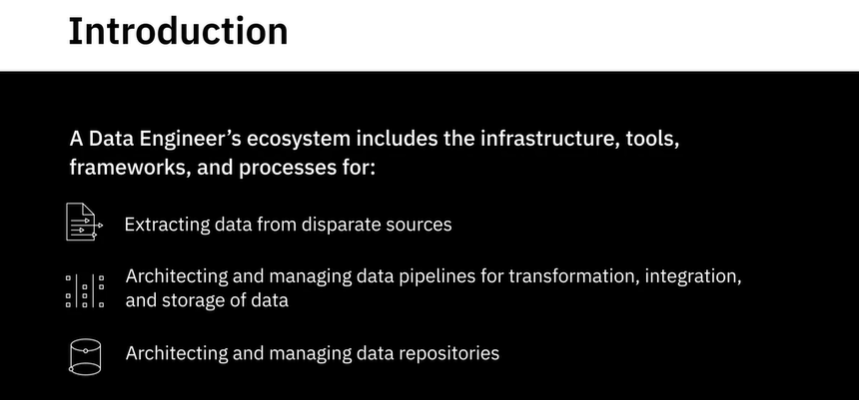 Introduction
A Data Engineer’s ecosystem includes the infrastructure, tools,
frameworks, and processes for:
Extracting data from disparate sources
Architecting and managing data pipelines for transformation, integration,
and storage of data
Architecting and managing data repositories